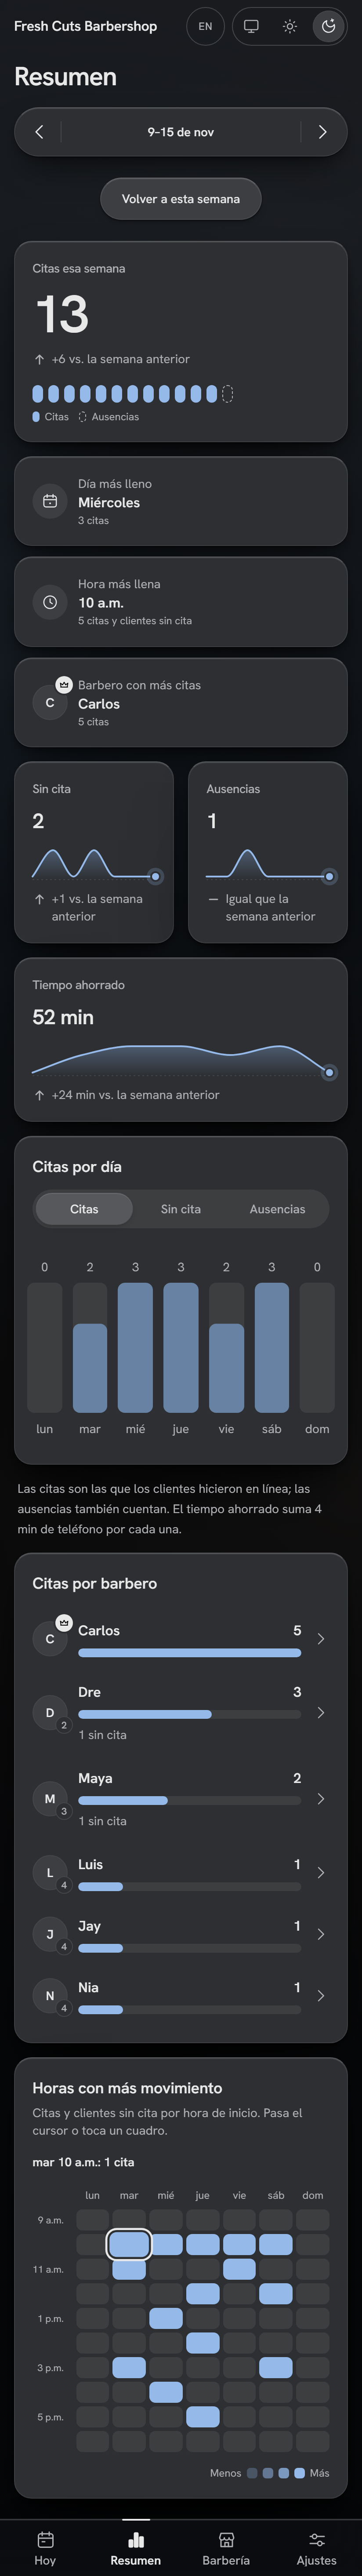 Fresh Cuts Barbershop
EN
Resumen
9–15 de nov
Volver a esta semana
Citas esa semana
13
+6 vs. la semana anterior
Citas
Ausencias
Día más lleno
Miércoles
3 citas
Hora más llena
10 a.m.
5 citas y clientes sin cita
C
Barbero con más citas
Carlos
5 citas
Sin cita
2
+1 vs. la semana
anterior
Ausencias
1
Igual que la
semana anterior
Tiempo ahorrado
52 min
+24 min vs. la semana anterior
Citas por día
Citas
Sin cita
Ausencias
0 2 3 3 2 3 0
lun mar mié jue vie sáb dom
Las citas son las que los clientes hicieron en línea; las
ausencias también cuentan. El tiempo ahorrado suma 4
min de teléfono por cada una.
Citas por barbero
C
Carlos 5
D 2
Dre 3
1 sin cita
M 3
Maya 2
1 sin cita
L 4
Luis 1
J 4
Jay 1
N 4
Nia 1
Horas con más movimiento
Citas y clientes sin cita por hora de inicio. Pasa el
cursor o toca un cuadro.
mar 10 a.m.: 1 cita
lun mar mié jue vie sáb dom
9 a.m.
11 a.m.
1 p.m.
3 p.m.
5 p.m.
Menos Más
Hoy
Resumen
Barbería
Ajustes